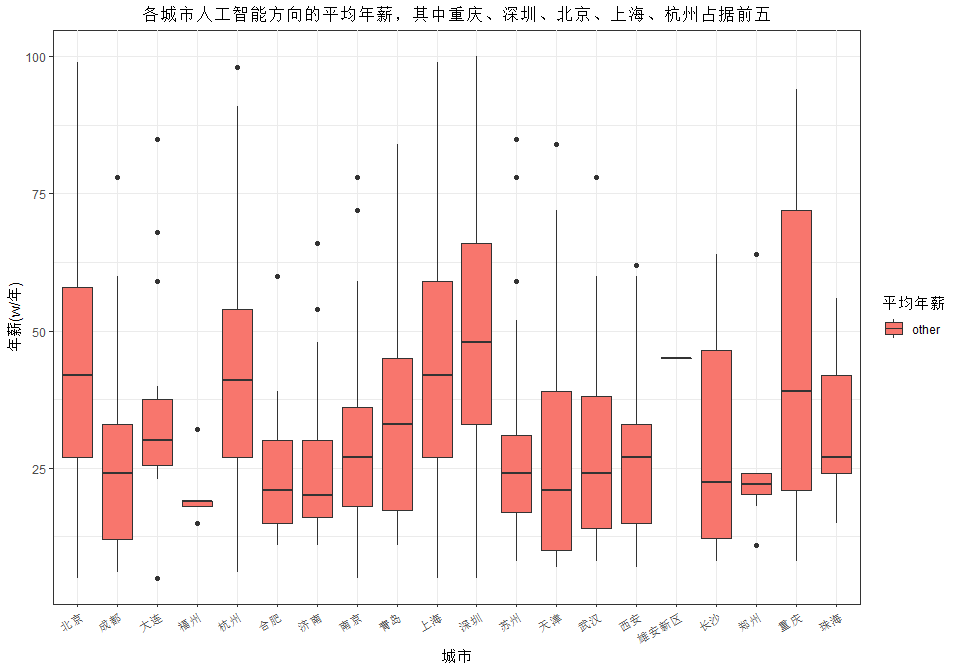 各城市人工智能方向的平均年薪，其中重庆、深圳、北京、上海、杭州占据前五
100
75
50
25
年薪(w/年)
北京
成都
大连
福州
杭州
合肥
济南
南京
青岛
上海
深圳
苏州
天津
武汉
西安
雄安新区
长沙
郑州
重庆
珠海
城市
平均年薪
other